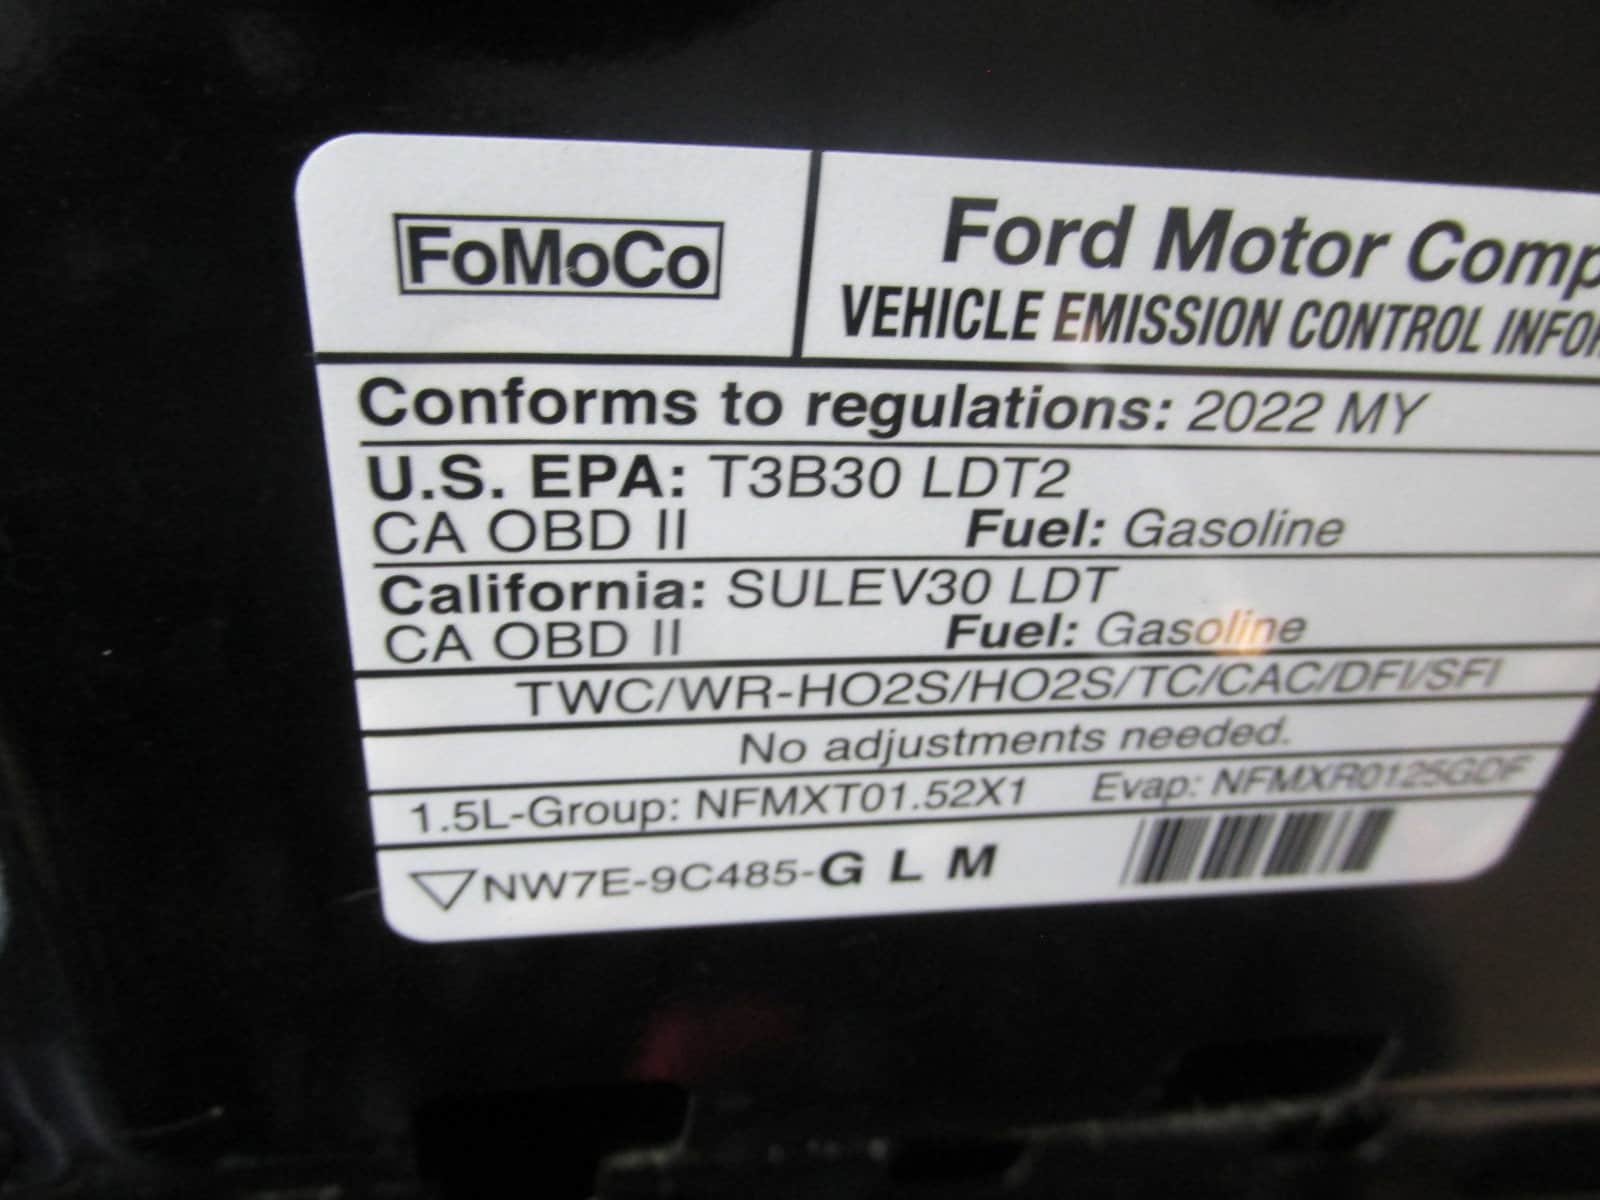 FoMoCo
Ford Motor Comp
VEHICLE EMISSION CONTROL INFOR
Conforms to regulations: 2022 MY
U.S. EPA: T3B30 LDT2
CA OBD II Fuel: Gasoline
California: SULEV30 LDT
CA OBD II Fuel: Gasoline
TWC/WR-HO2S/HO2S/TC/CAC/DFI/SFI
No adjustments needed.
1.5L-Group: NFMXT01.52X1 Evap: NFMXR0125GDF
NW7E-9C485-G L M